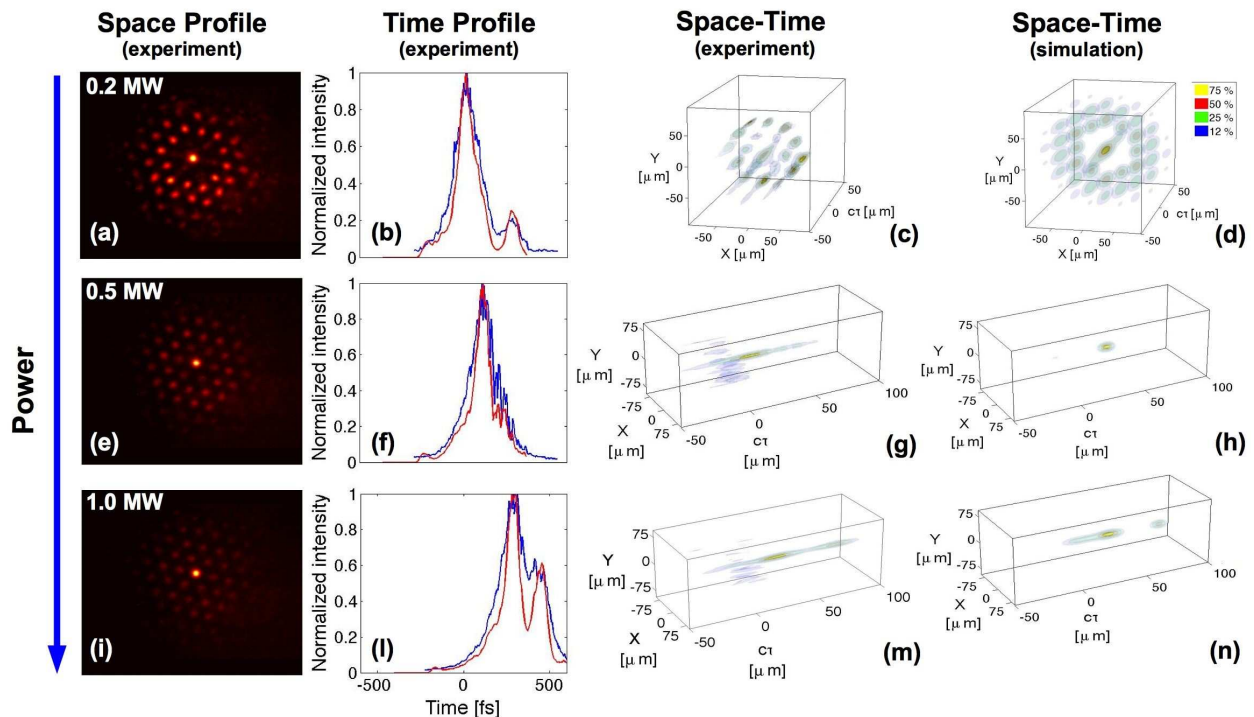 Space Profile
(experiment)
Time Profile
(experiment)
Space-Time
(experiment)
Space-Time
(simulation)
Power
0.2 MW
(a)
Normalized intensity
1
0.8
0.6
0.4
0.2
0
(b)
Y
[μm]
50
0
-50
-50
0
50
X [μm]
-50
0
50
cτ [μm]
(c)
Y
[μm]
50
0
-50
-50
0
50
X [μm]
-50
0
50
cτ [μm]
75 %
50 %
25 %
12 %
(d)
0.5 MW
(e)
Normalized intensity
1
0.8
0.6
0.4
0.2
0
(f)
Y
[μm]
75
0
-75
-75
0
75
X
[μm]
-50
0
50
100
cτ
[μm]
(g)
Y
[μm]
75
0
-75
-75
0
75
X
[μm]
-50
0
50
100
cτ
[μm]
(h)
1.0 MW
(i)
Normalized intensity
1
0.8
0.6
0.4
0.2
0
-500
0
500
Time [fs]
(l)
Y
[μm]
75
0
-75
-75
0
75
X
[μm]
-50
0
50
100
cτ
[μm]
(m)
Y
[μm]
75
0
-75
-75
0
75
X
[μm]
-50
0
50
100
cτ
[μm]
(n)